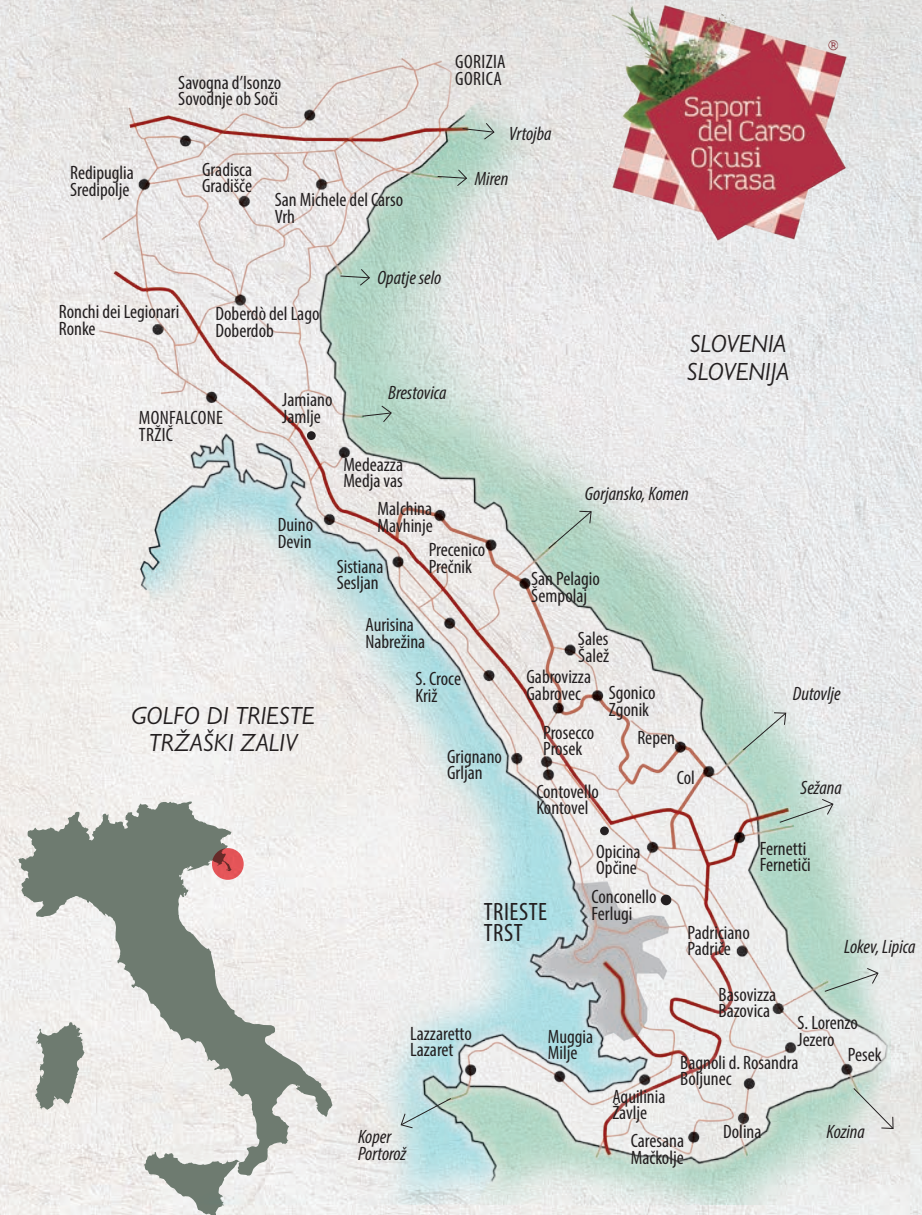 GORIZIA
GORICA
Savogna d'Isonzo
Sovodnje ob Soči
®
Sapori
del Carso
Okusi
krasa
Vrtojba
Redipuglia
Sredipolje
Gradisca
Gradišče
San Michele del Carso
Vrh
Miren
Opatje selo
Ronchi dei Legionari
Ronke
Doberdò del Lago
Doberdob
SLOVENIA
SLOVENIJA
MONFALCONE
TRŽIČ
Jamiano
Jamlje
Brestovica
Medeazza
Medja vas
Gorjansko, Komen
Duino
Devin
Malchina
Mavhinje
Precenico
Prečnik
Sistiana
Sesljan
San Pelagio
Šempolaj
Aurisina
Nabrežina
Sales
Šalež
S. Croce
Križ
Gabrovizza
Gabrovec
Sgonico
Zgonik
Dutovlje
GOLFO DI TRIESTE
TRŽAŠKI ZALIV
Prosecco
Prosek
Repen
Grignano
Grljan
Col
Contovello
Kontovel
Sežana
Opicina
Opčine
Fernetti
Fernetiči
Conconello
Ferlugi
TRIESTE
TRST
Padriciano
Padriče
Lokev, Lipica
Basovizza
Bazovica
S. Lorenzo
Jezero
Lazzaretto
Lazaret
Muggia
Milje
Bagnoli d. Rosandra
Boljunec
Pesek
Aquilinia
Žavlje
Koper
Portorož
Caresana
Mačkolje
Dolina
Kozina